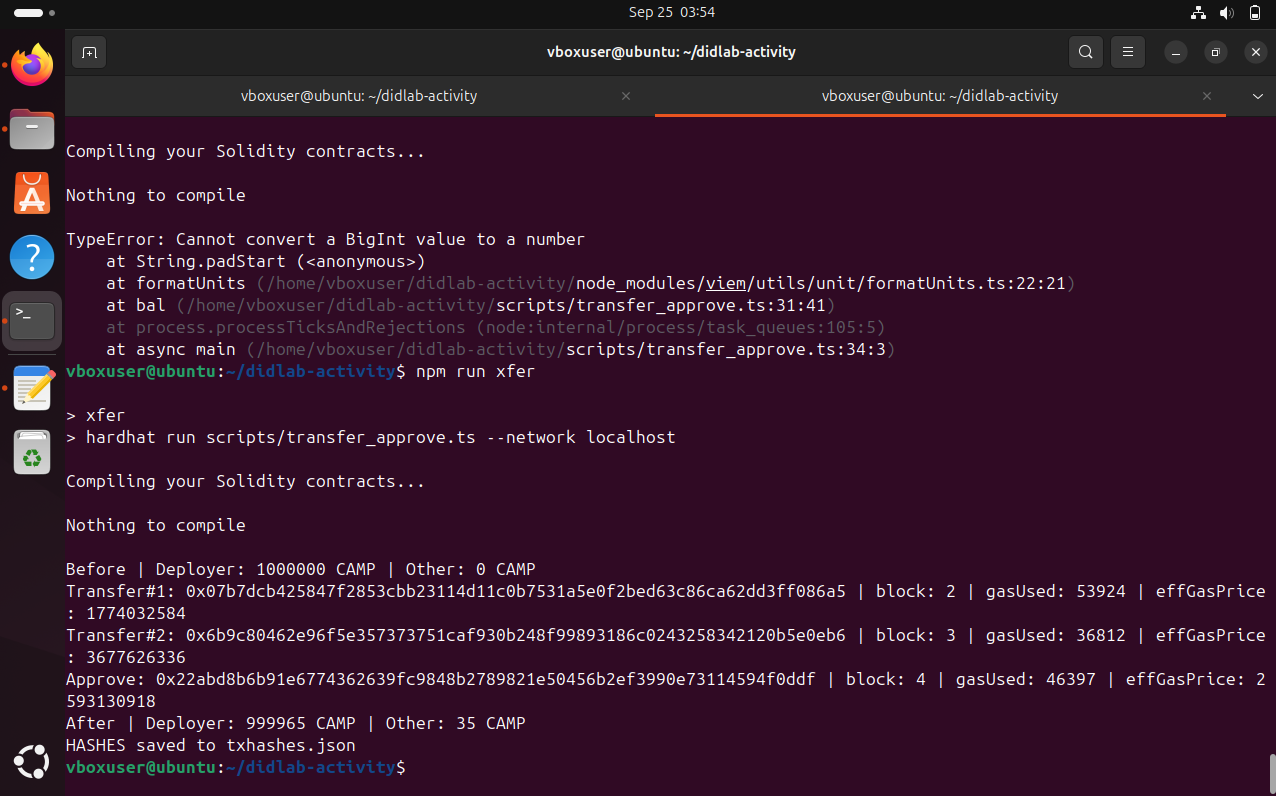 Sep 25 03:54
vboxuser@ubuntu: ~/didlab-activity
vboxuser@ubuntu: ~/didlab-activity
vboxuser@ubuntu: ~/didlab-activity
Compiling your Solidity contracts...
Nothing to compile
TypeError: Cannot convert a BigInt value to a number
    at String.padStart (<anonymous>)
    at formatUnits (/home/vboxuser/didlab-activity/node_modules/viem/utils/unit/formatUnits.ts:22:21)
    at bal (/home/vboxuser/didlab-activity/scripts/transfer_approve.ts:31:41)
    at process.processTicksAndRejections (node:internal/process/task_queues:105:5)
    at async main (/home/vboxuser/didlab-activity/scripts/transfer_approve.ts:34:3)
vboxuser@ubuntu:~/didlab-activity$ npm run xfer
> xfer
> hardhat run scripts/transfer_approve.ts --network localhost
Compiling your Solidity contracts...
Nothing to compile
Before | Deployer: 1000000 CAMP | Other: 0 CAMP
Transfer#1: 0x07b7dcb425847f2853cbb23114d11c0b7531a5e0f2bed63c86ca62dd3ff086a5 | block: 2 | gasUsed: 53924 | effGasPrice
: 1774032584
Transfer#2: 0x6b9c80462e96f5e357373751caf930b248f99893186c0243258342120b5e0eb6 | block: 3 | gasUsed: 36812 | effGasPrice
: 3677626336
Approve: 0x22abd8b6b91e6774362639fc9848b2789821e50456b2ef3990e73114594f0ddf | block: 4 | gasUsed: 46397 | effGasPrice: 2
593130918
After | Deployer: 999965 CAMP | Other: 35 CAMP
HASHES saved to txhashes.json
vboxuser@ubuntu:~/didlab-activity$